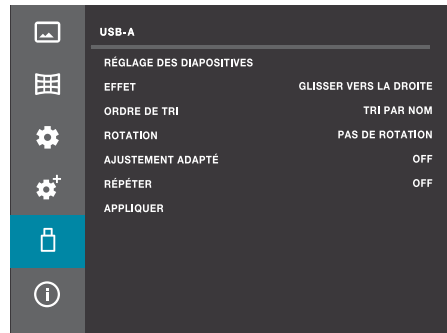 USB-A
RÉGLAGE DES DIAPOSITIVES
EFFET GLISSER VERS LA DROITE
ORDRE DE TRI TRI PAR NOM
ROTATION PAS DE ROTATION
AJUSTEMENT ADAPTÉ OFF
RÉPÉTER OFF
APPLIQUER